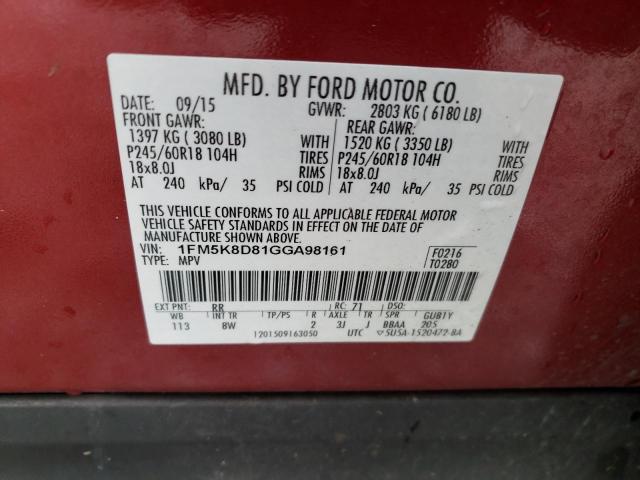 MFD. BY FORD MOTOR CO.
DATE: 09/15 GVWR: 2803 KG ( 6180 LB)
FRONT GAWR: REAR GAWR:
1397 KG ( 3080 LB) WITH 1520 KG ( 3350 LB) WITH
P245/60R18 104H TIRES P245/60R18 104H TIRES
18x8.0J RIMS 18x8.0J RIMS
AT 240 kPa/ 35 PSI COLD AT 240 kPa/ 35 PSI COLD
THIS VEHICLE CONFORMS TO ALL APPLICABLE FEDERAL MOTOR
VEHICLE SAFETY STANDARDS IN EFFECT ON THE DATE OF
MANUFACTURE SHOWN ABOVE.
VIN: 1FM5K8D81GGA98161 F0216
TYPE: MPV T0280
EXT PNT: RR RC: 71 DSO:
WB INT TR TP/PS R AXLE TR SPR GUB1Y
113 8W 2 3J J BBAA 205
1201509163050 UTC ▽5U5A-1520472-BA